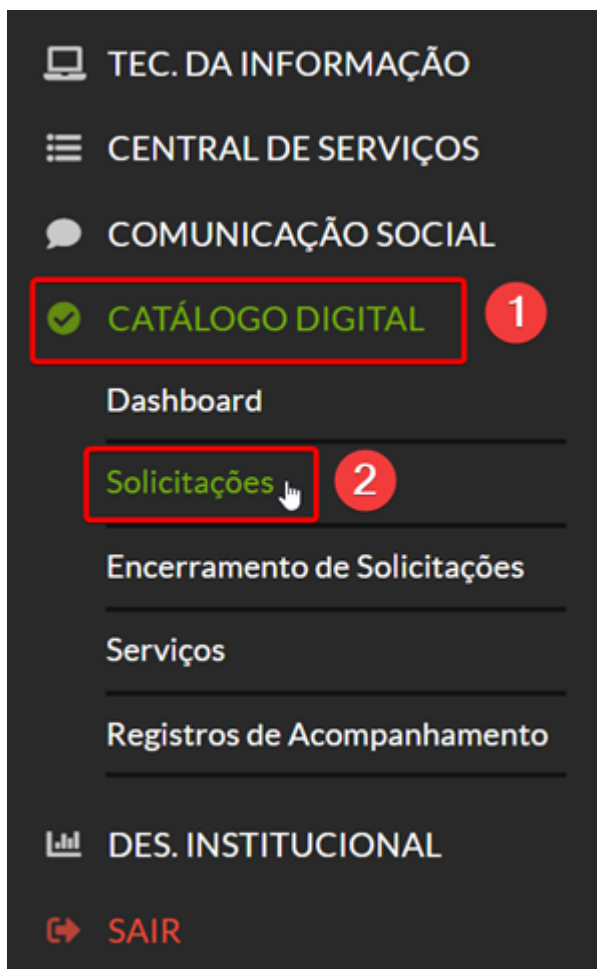 TEC. DA INFORMAÇÃO
CENTRAL DE SERVIÇOS
COMUNICAÇÃO SOCIAL
CATÁLOGO DIGITAL 1
Dashboard
Solicitações 2
Encerramento de Solicitações
Serviços
Registros de Acompanhamento
DES. INSTITUCIONAL
SAIR